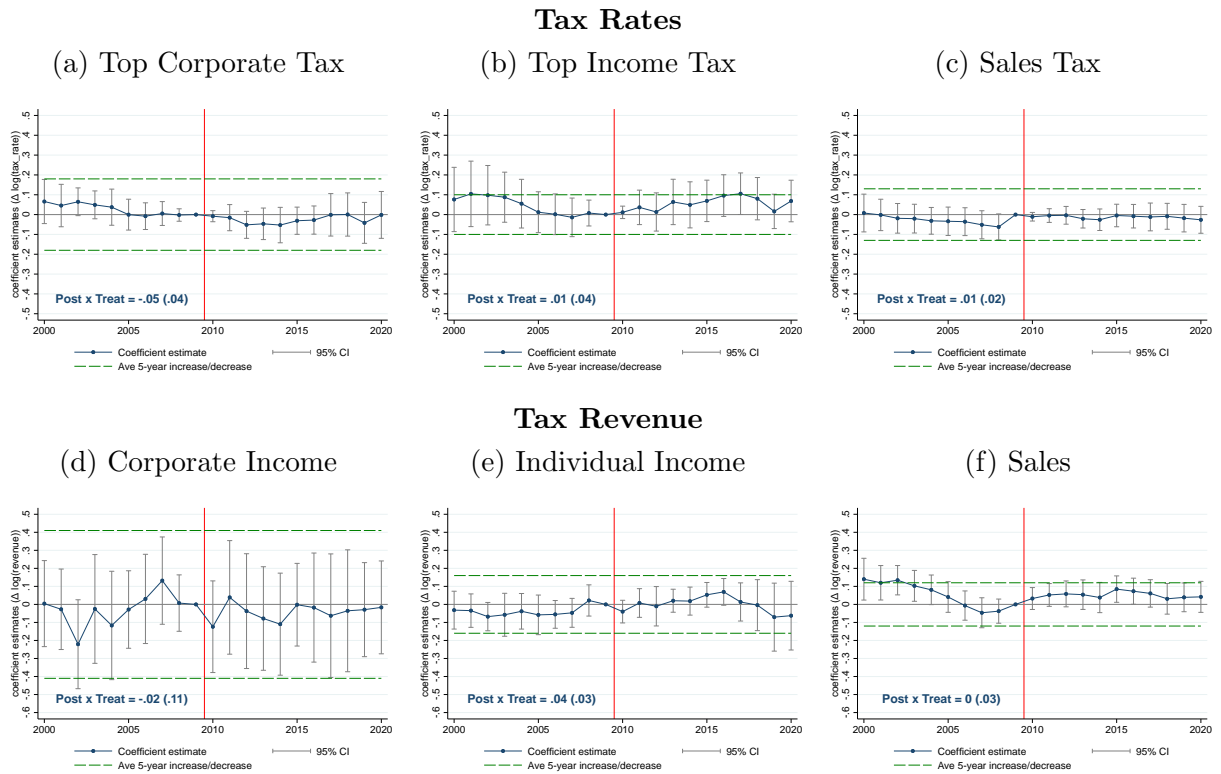 Tax Rates
(a) Top Corporate Tax
(b) Top Income Tax
(c) Sales Tax
coefficient estimates (Δ log(tax_rate))
-.5 -.4 -.3 -.2 -.1 0 .1 .2 .3 .4 .5
Post x Treat = -.05 (.04)
2000 2005 2010 2015 2020
Coefficient estimate 95% CI
Ave 5-year increase/decrease
coefficient estimates (Δ log(tax_rate))
-.5 -.4 -.3 -.2 -.1 0 .1 .2 .3 .4 .5
Post x Treat = .01 (.04)
2000 2005 2010 2015 2020
Coefficient estimate 95% CI
Ave 5-year increase/decrease
coefficient estimates (Δ log(tax_rate))
-.5 -.4 -.3 -.2 -.1 0 .1 .2 .3 .4 .5
Post x Treat = .01 (.02)
2000 2005 2010 2015 2020
Coefficient estimate 95% CI
Ave 5-year increase/decrease
Tax Revenue
(d) Corporate Income
(e) Individual Income
(f) Sales
coefficient estimates (Δ log(revenue))
-.6 -.5 -.4 -.3 -.2 -.1 0 .1 .2 .3 .4 .5
Post x Treat = -.02 (.11)
2000 2005 2010 2015 2020
Coefficient estimate 95% CI
Ave 5-year increase/decrease
coefficient estimates (Δ log(revenue))
-.6 -.5 -.4 -.3 -.2 -.1 0 .1 .2 .3 .4 .5
Post x Treat = .04 (.03)
2000 2005 2010 2015 2020
Coefficient estimate 95% CI
Ave 5-year increase/decrease
coefficient estimates (Δ log(revenue))
-.6 -.5 -.4 -.3 -.2 -.1 0 .1 .2 .3 .4 .5
Post x Treat = 0 (.03)
2000 2005 2010 2015 2020
Coefficient estimate 95% CI
Ave 5-year increase/decrease